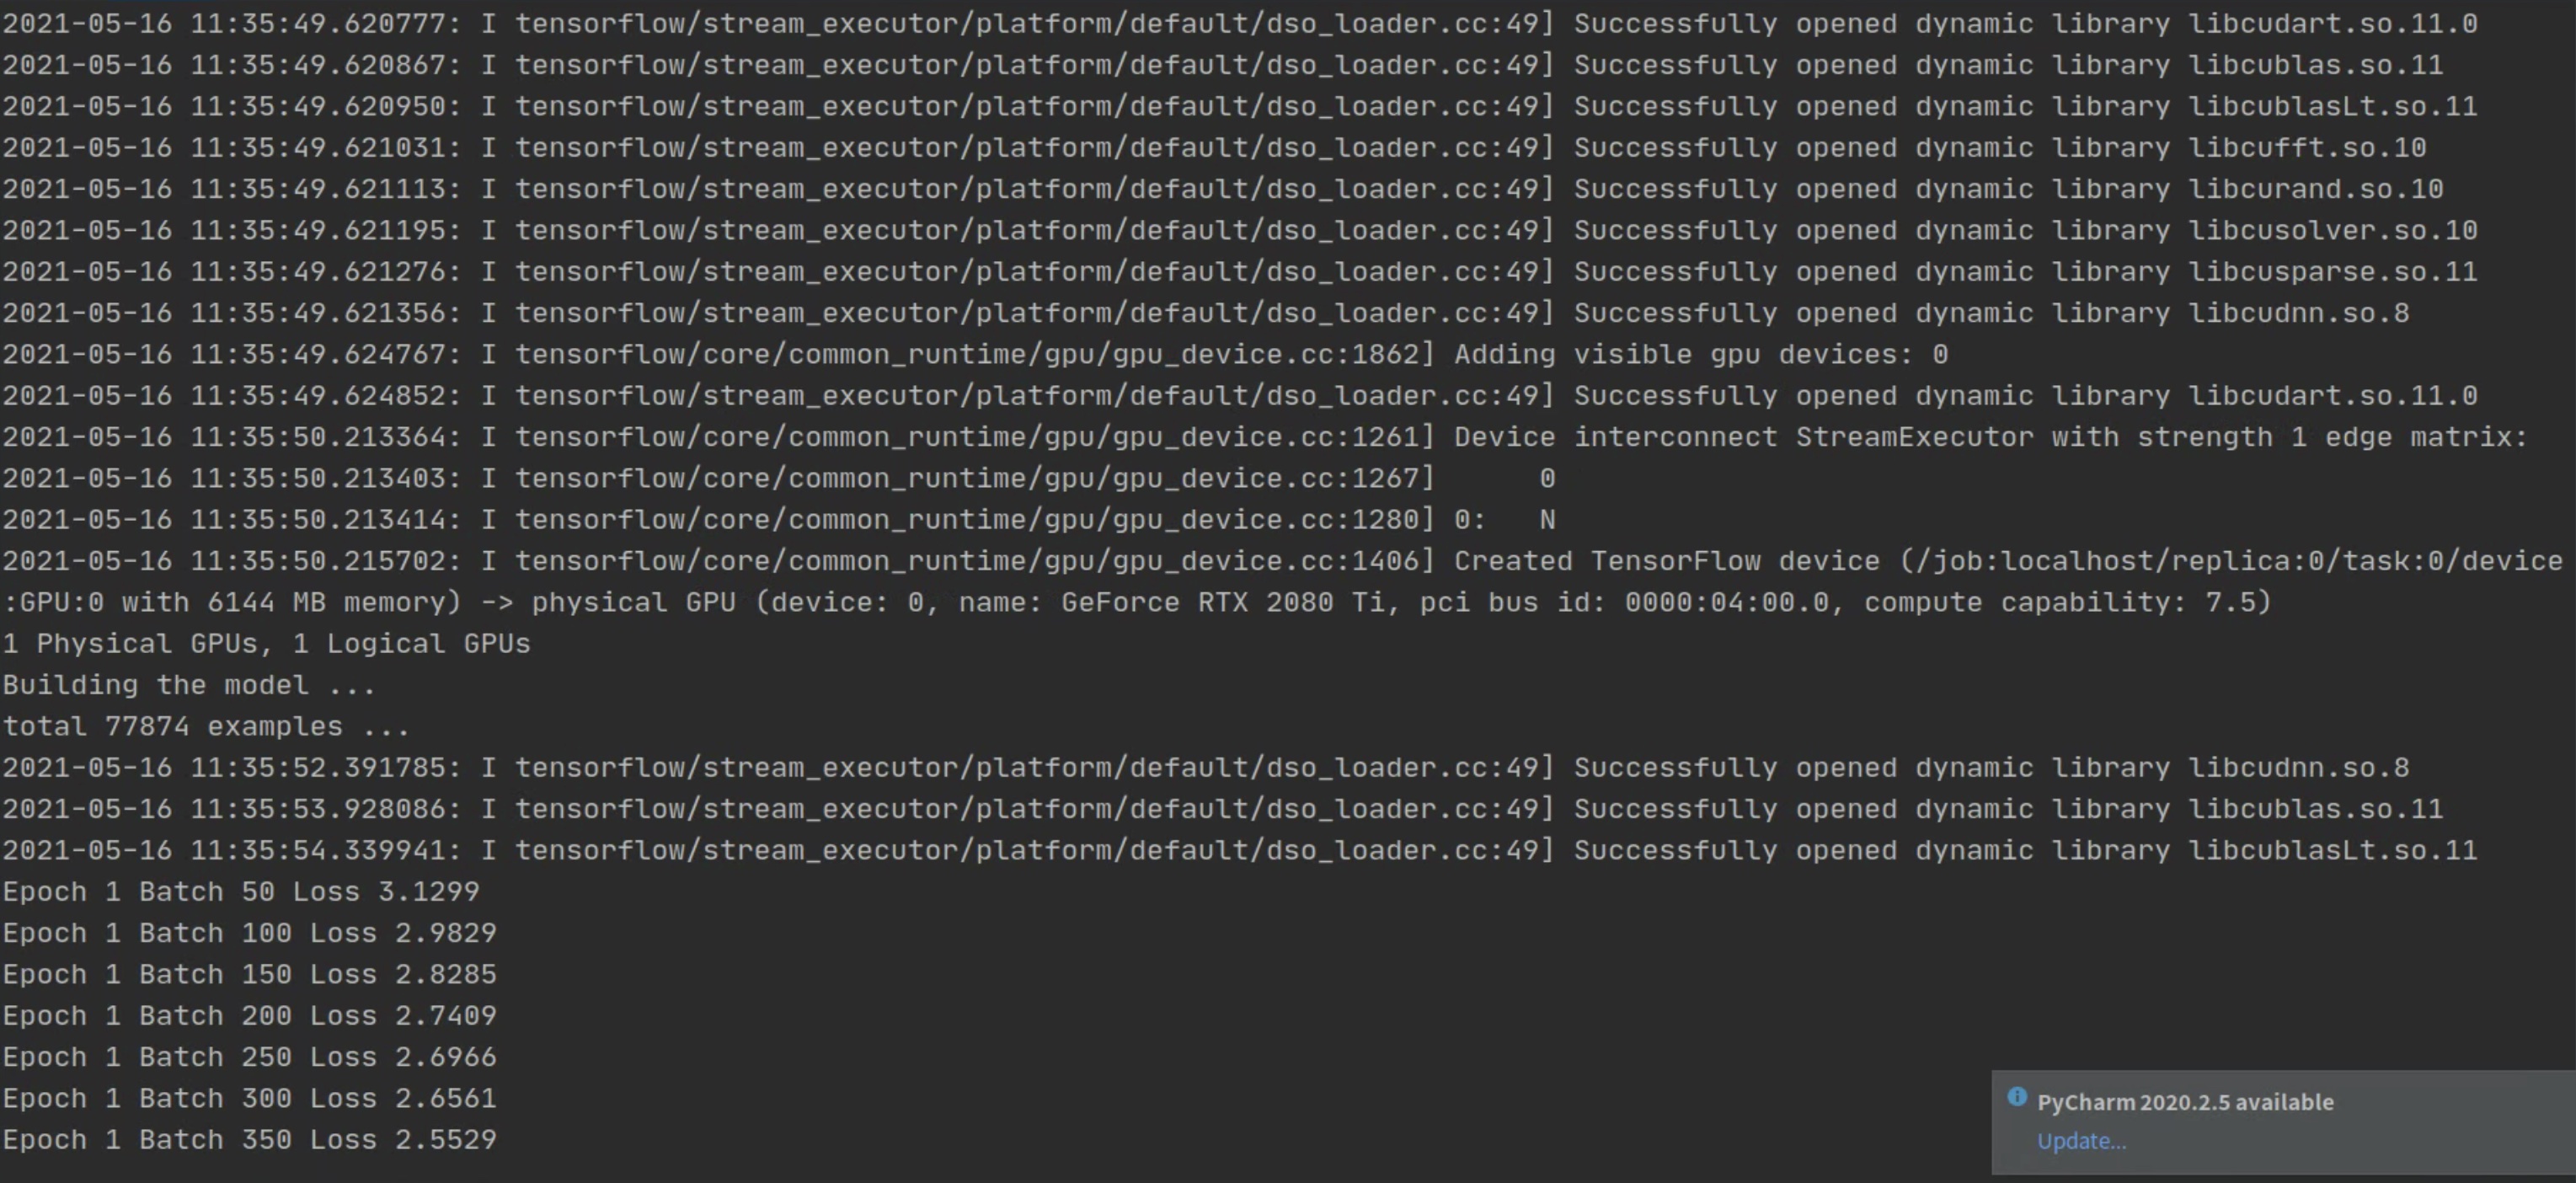 2021-05-16 11:35:49.620777: I tensorflow/stream_executor/platform/default/dso_loader.cc:49] Successfully opened dynamic library libcudart.so.11.0
2021-05-16 11:35:49.620867: I tensorflow/stream_executor/platform/default/dso_loader.cc:49] Successfully opened dynamic library libcublas.so.11
2021-05-16 11:35:49.620950: I tensorflow/stream_executor/platform/default/dso_loader.cc:49] Successfully opened dynamic library libcublasLt.so.11
2021-05-16 11:35:49.621031: I tensorflow/stream_executor/platform/default/dso_loader.cc:49] Successfully opened dynamic library libcufft.so.10
2021-05-16 11:35:49.621113: I tensorflow/stream_executor/platform/default/dso_loader.cc:49] Successfully opened dynamic library libcurand.so.10
2021-05-16 11:35:49.621195: I tensorflow/stream_executor/platform/default/dso_loader.cc:49] Successfully opened dynamic library libcusolver.so.10
2021-05-16 11:35:49.621276: I tensorflow/stream_executor/platform/default/dso_loader.cc:49] Successfully opened dynamic library libcusparse.so.11
2021-05-16 11:35:49.621356: I tensorflow/stream_executor/platform/default/dso_loader.cc:49] Successfully opened dynamic library libcudnn.so.8
2021-05-16 11:35:49.624767: I tensorflow/core/common_runtime/gpu/gpu_device.cc:1862] Adding visible gpu devices: 0
2021-05-16 11:35:49.624852: I tensorflow/stream_executor/platform/default/dso_loader.cc:49] Successfully opened dynamic library libcudart.so.11.0
2021-05-16 11:35:50.213364: I tensorflow/core/common_runtime/gpu/gpu_device.cc:1261] Device interconnect StreamExecutor with strength 1 edge matrix:
2021-05-16 11:35:50.213403: I tensorflow/core/common_runtime/gpu/gpu_device.cc:1267]      0
2021-05-16 11:35:50.213414: I tensorflow/core/common_runtime/gpu/gpu_device.cc:1280] 0:   N
2021-05-16 11:35:50.215702: I tensorflow/core/common_runtime/gpu/gpu_device.cc:1406] Created TensorFlow device (/job:localhost/replica:0/task:0/device
:GPU:0 with 6144 MB memory) -> physical GPU (device: 0, name: GeForce RTX 2080 Ti, pci bus id: 0000:04:00.0, compute capability: 7.5)
1 Physical GPUs, 1 Logical GPUs
Building the model ...
total 77874 examples ...
2021-05-16 11:35:52.391785: I tensorflow/stream_executor/platform/default/dso_loader.cc:49] Successfully opened dynamic library libcudnn.so.8
2021-05-16 11:35:53.928086: I tensorflow/stream_executor/platform/default/dso_loader.cc:49] Successfully opened dynamic library libcublas.so.11
2021-05-16 11:35:54.339941: I tensorflow/stream_executor/platform/default/dso_loader.cc:49] Successfully opened dynamic library libcublasLt.so.11
Epoch 1 Batch 50 Loss 3.1299
Epoch 1 Batch 100 Loss 2.9829
Epoch 1 Batch 150 Loss 2.8285
Epoch 1 Batch 200 Loss 2.7409
Epoch 1 Batch 250 Loss 2.6966
Epoch 1 Batch 300 Loss 2.6561
Epoch 1 Batch 350 Loss 2.5529
PyCharm 2020.2.5 available
Update...